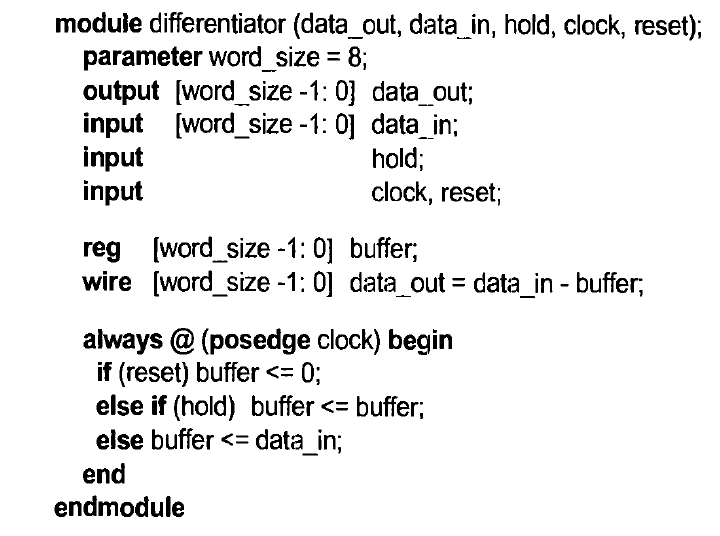 module differentiator (data_out, data_in, hold, clock, reset);
parameter word_size = 8;
output [word_size -1: 0] data_out;
input [word_size -1: 0] data_in;
input hold;
input clock, reset;
reg [word_size -1: 0] buffer;
wire [word_size -1: 0] data_out = data_in - buffer;
always @ (posedge clock) begin
if (reset) buffer <= 0;
else if (hold) buffer <= buffer;
else buffer <= data_in;
end
endmodule